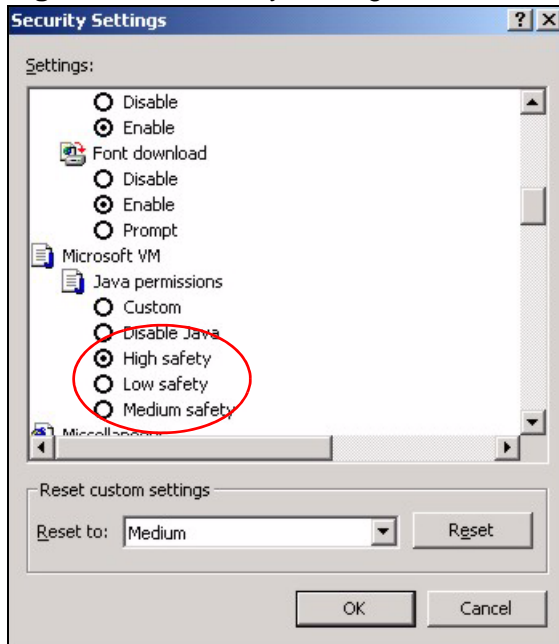 Security Settings
Settings:
Disable
Enable
Font download
Disable
Enable
Prompt
Microsoft VM
Java permissions
Custom
Disable Java
High safety
Low safety
Medium safety
Miscellaneous
Reset custom settings
Reset to: Medium Reset
OK Cancel